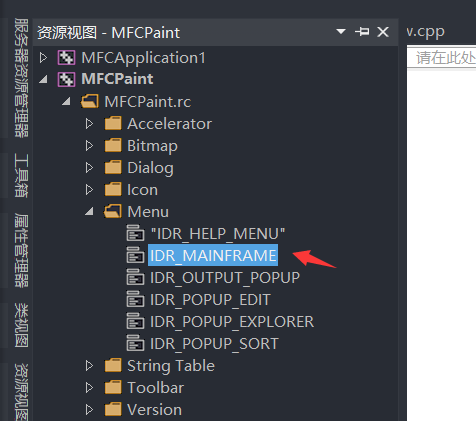 资源视图 - MFCPaint
w.cpp
请在此处
MFCApplication1
MFCPaint
MFCPaint.rc
Accelerator
Bitmap
Dialog
Icon
Menu
"IDR_HELP_MENU"
IDR_MAINFRAME
IDR_OUTPUT_POPUP
IDR_POPUP_EDIT
IDR_POPUP_EXPLORER
IDR_POPUP_SORT
String Table
Toolbar
Version
服务器资源管理器
工具箱
属性管理器
类视图
资源视图